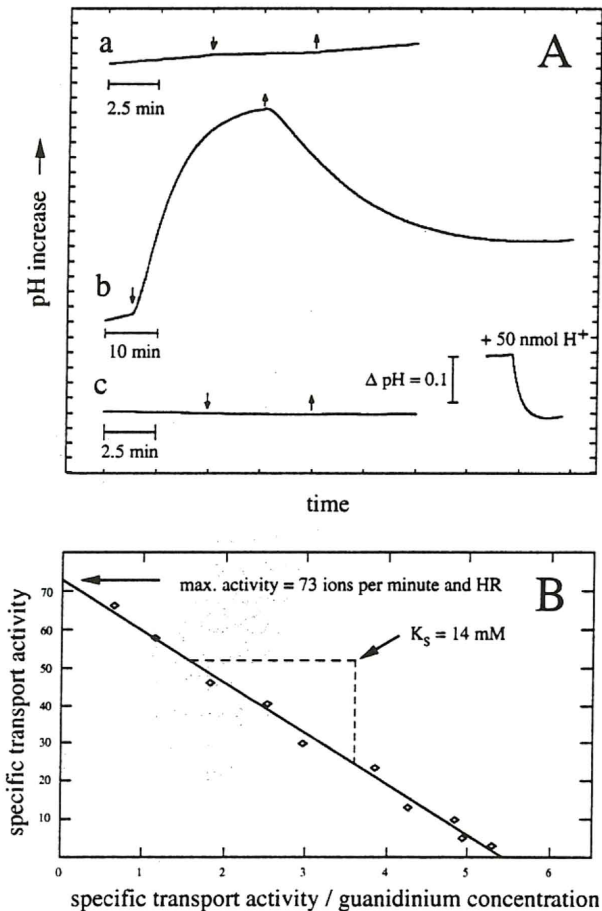 a
A
2.5 min
pH increase →
b
10 min
+ 50 nmol H⁺
Δ pH = 0.1
c
2.5 min
time
B
max. activity = 73 ions per minute and HR
Kₛ = 14 mM
specific transport activity
70
60
50
40
30
20
10
0 1 2 3 4 5 6
specific transport activity / guanidinium concentration